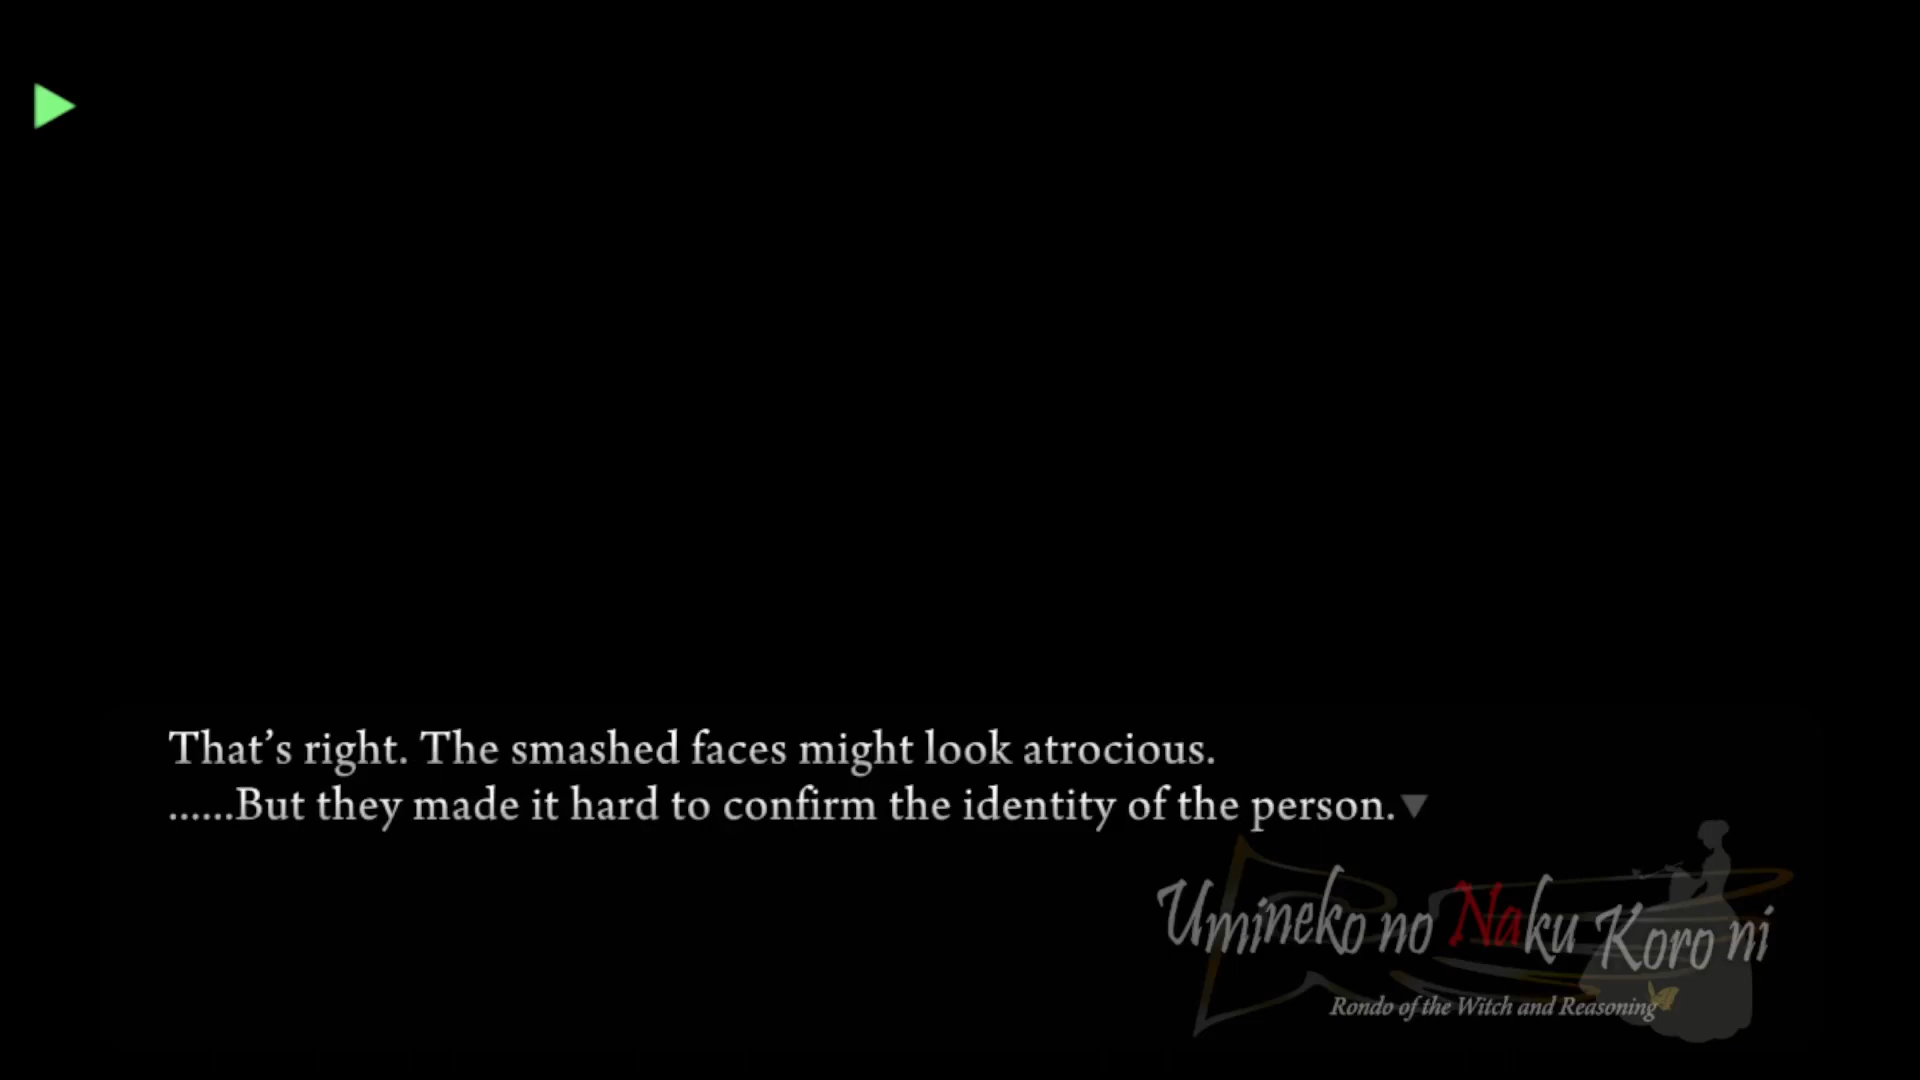 That’s right. The smashed faces might look atrocious.
......But they made it hard to confirm the identity of the person.
Umineko no Naku Koro ni
Rondo of the Witch and Reasoning